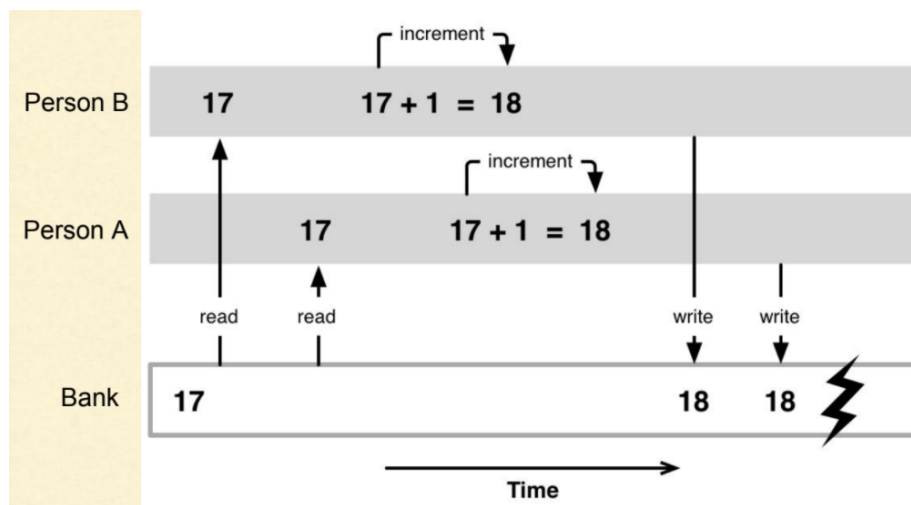 increment
Person B 17 17 + 1 = 18
increment
Person A 17 17 + 1 = 18
read read write write
Bank 17 18 18
Time